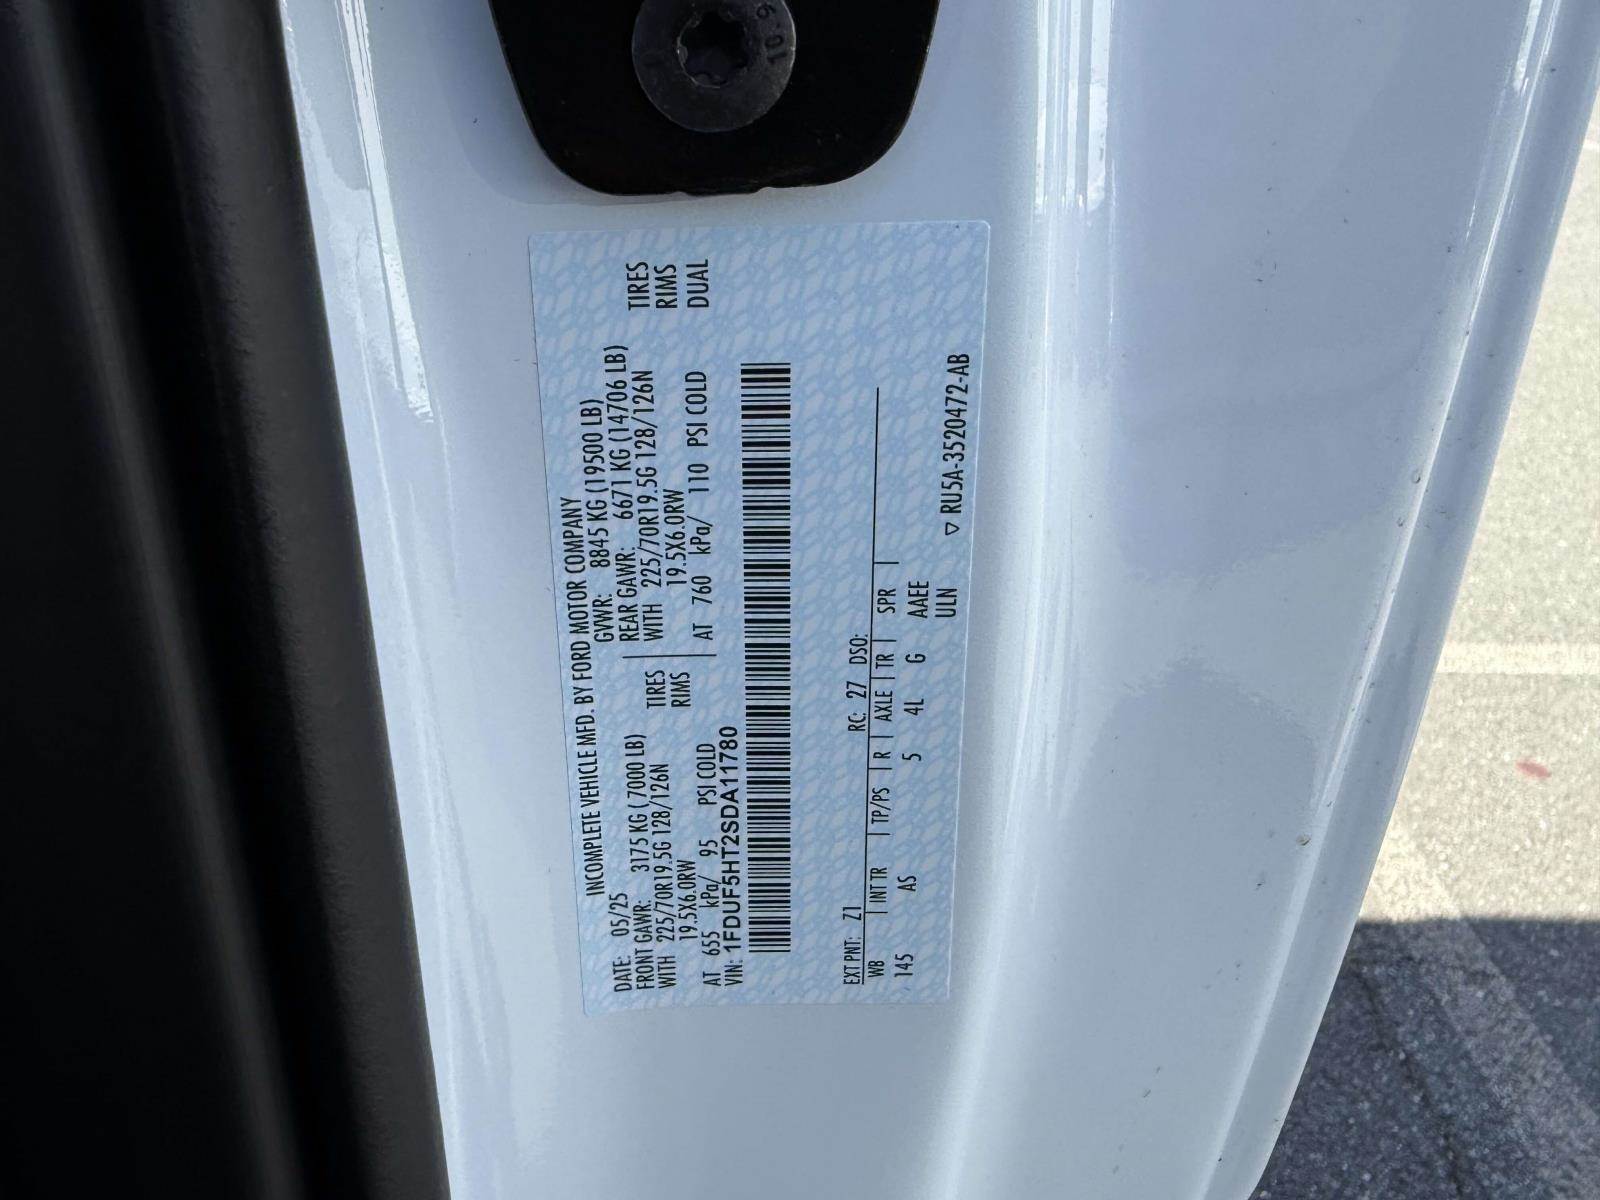 10.9
INCOMPLETE VEHICLE MFD. BY FORD MOTOR COMPANY
DATE: 05/25 GVWR: 8845 KG (19500 LB)
FRONT GAWR: 3175 KG (7000 LB) REAR GAWR: 6671 KG (14706 LB)
WITH 225/70R19.5G 128/126N TIRES WITH 225/70R19.5G 128/126N TIRES
19.5X6.0RW RIMS 19.5X6.0RW RIMS
AT 655 kPa/ 95 PSI COLD AT 760 kPa/ 110 PSI COLD DUAL
VIN: 1FDUF5HT2SDA11780
EXT PNT: Z1 RC: 27 DSO:
WB INT TR TP/PS R AXLE TR SPR
145 AS 5 4L G AAEE
ULN
▽ RU5A-3520472-AB